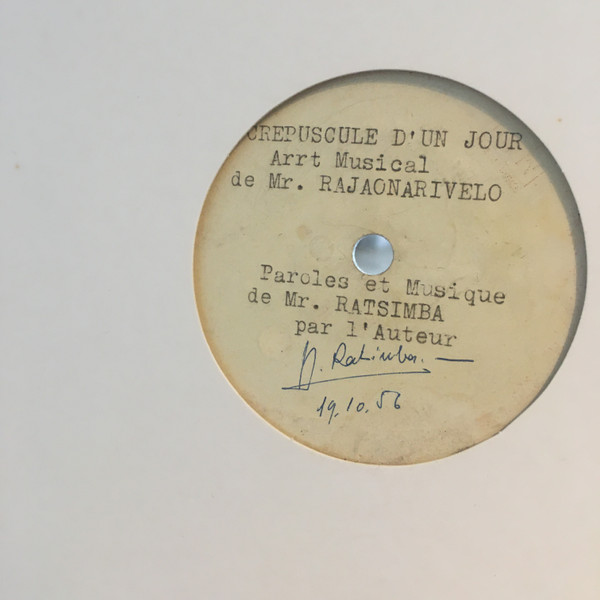 CREPUSCULE D'UN JOUR
Arrt Musical
de Mr. RAJAONARIVELO
Paroles et Musique
de Mr. RATSIMBA
par l'Auteur
Ratsimba.
19.10.56